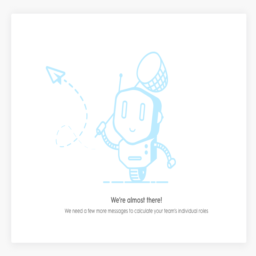 We're almost there!
We need a few more messages to calculate your team's individual roles